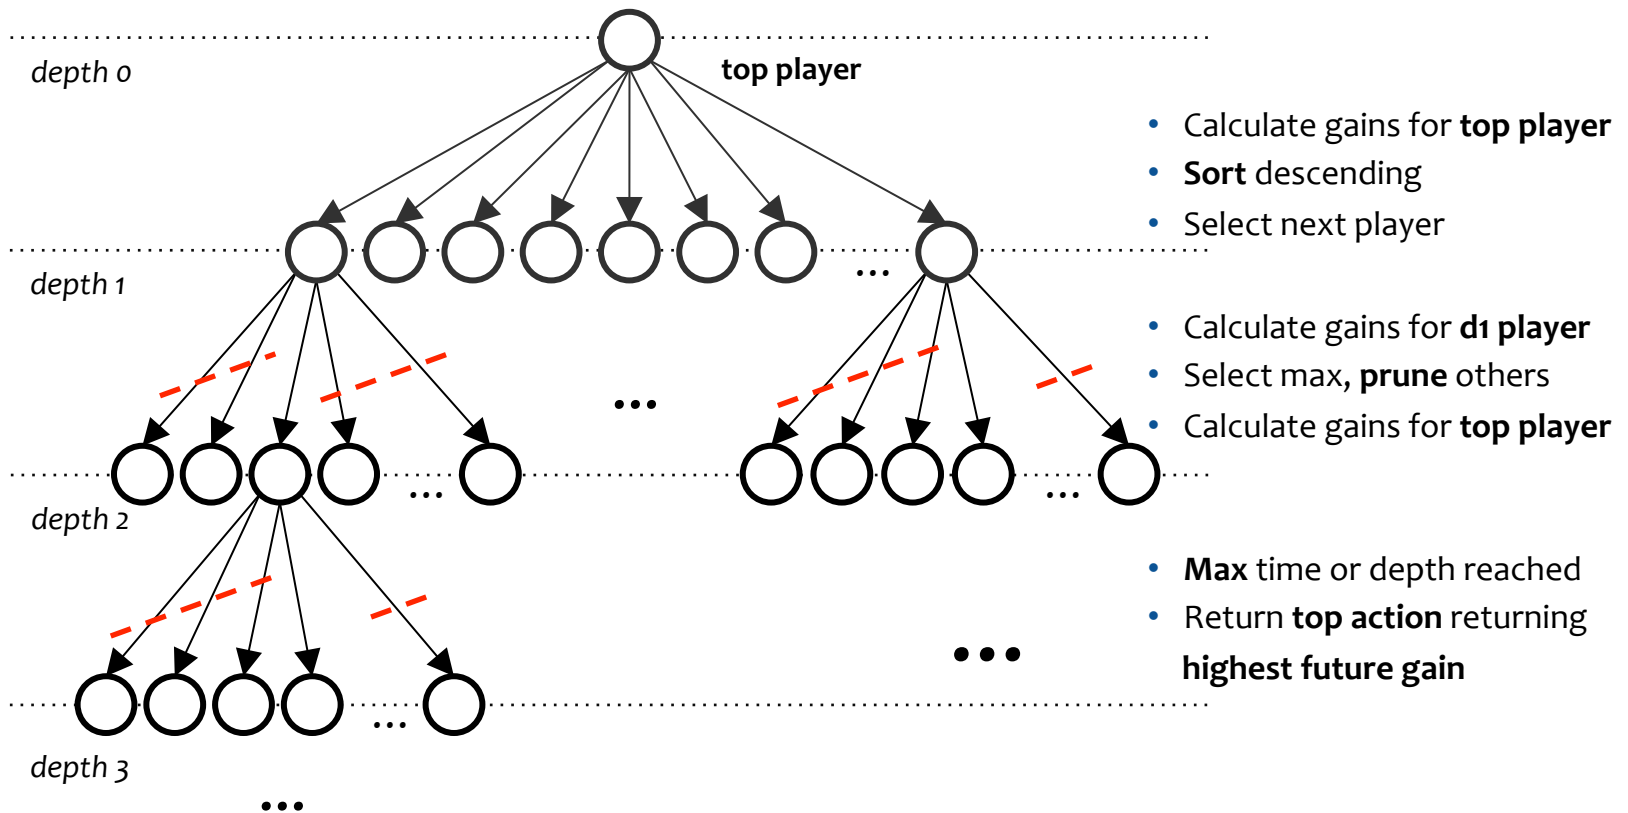 depth 0
top player
• Calculate gains for top player
• Sort descending
• Select next player
...
depth 1
• Calculate gains for d1 player
• Select max, prune others
...
• Calculate gains for top player
...
...
depth 2
• Max time or depth reached
• Return top action returning
highest future gain
...
...
depth 3
...